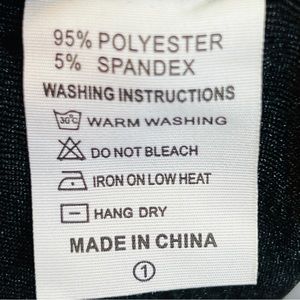 95% POLYESTER
5% SPANDEX
WASHING INSTRUCTIONS
30°C WARM WASHING
DO NOT BLEACH
IRON ON LOW HEAT
HANG DRY
MADE IN CHINA
1